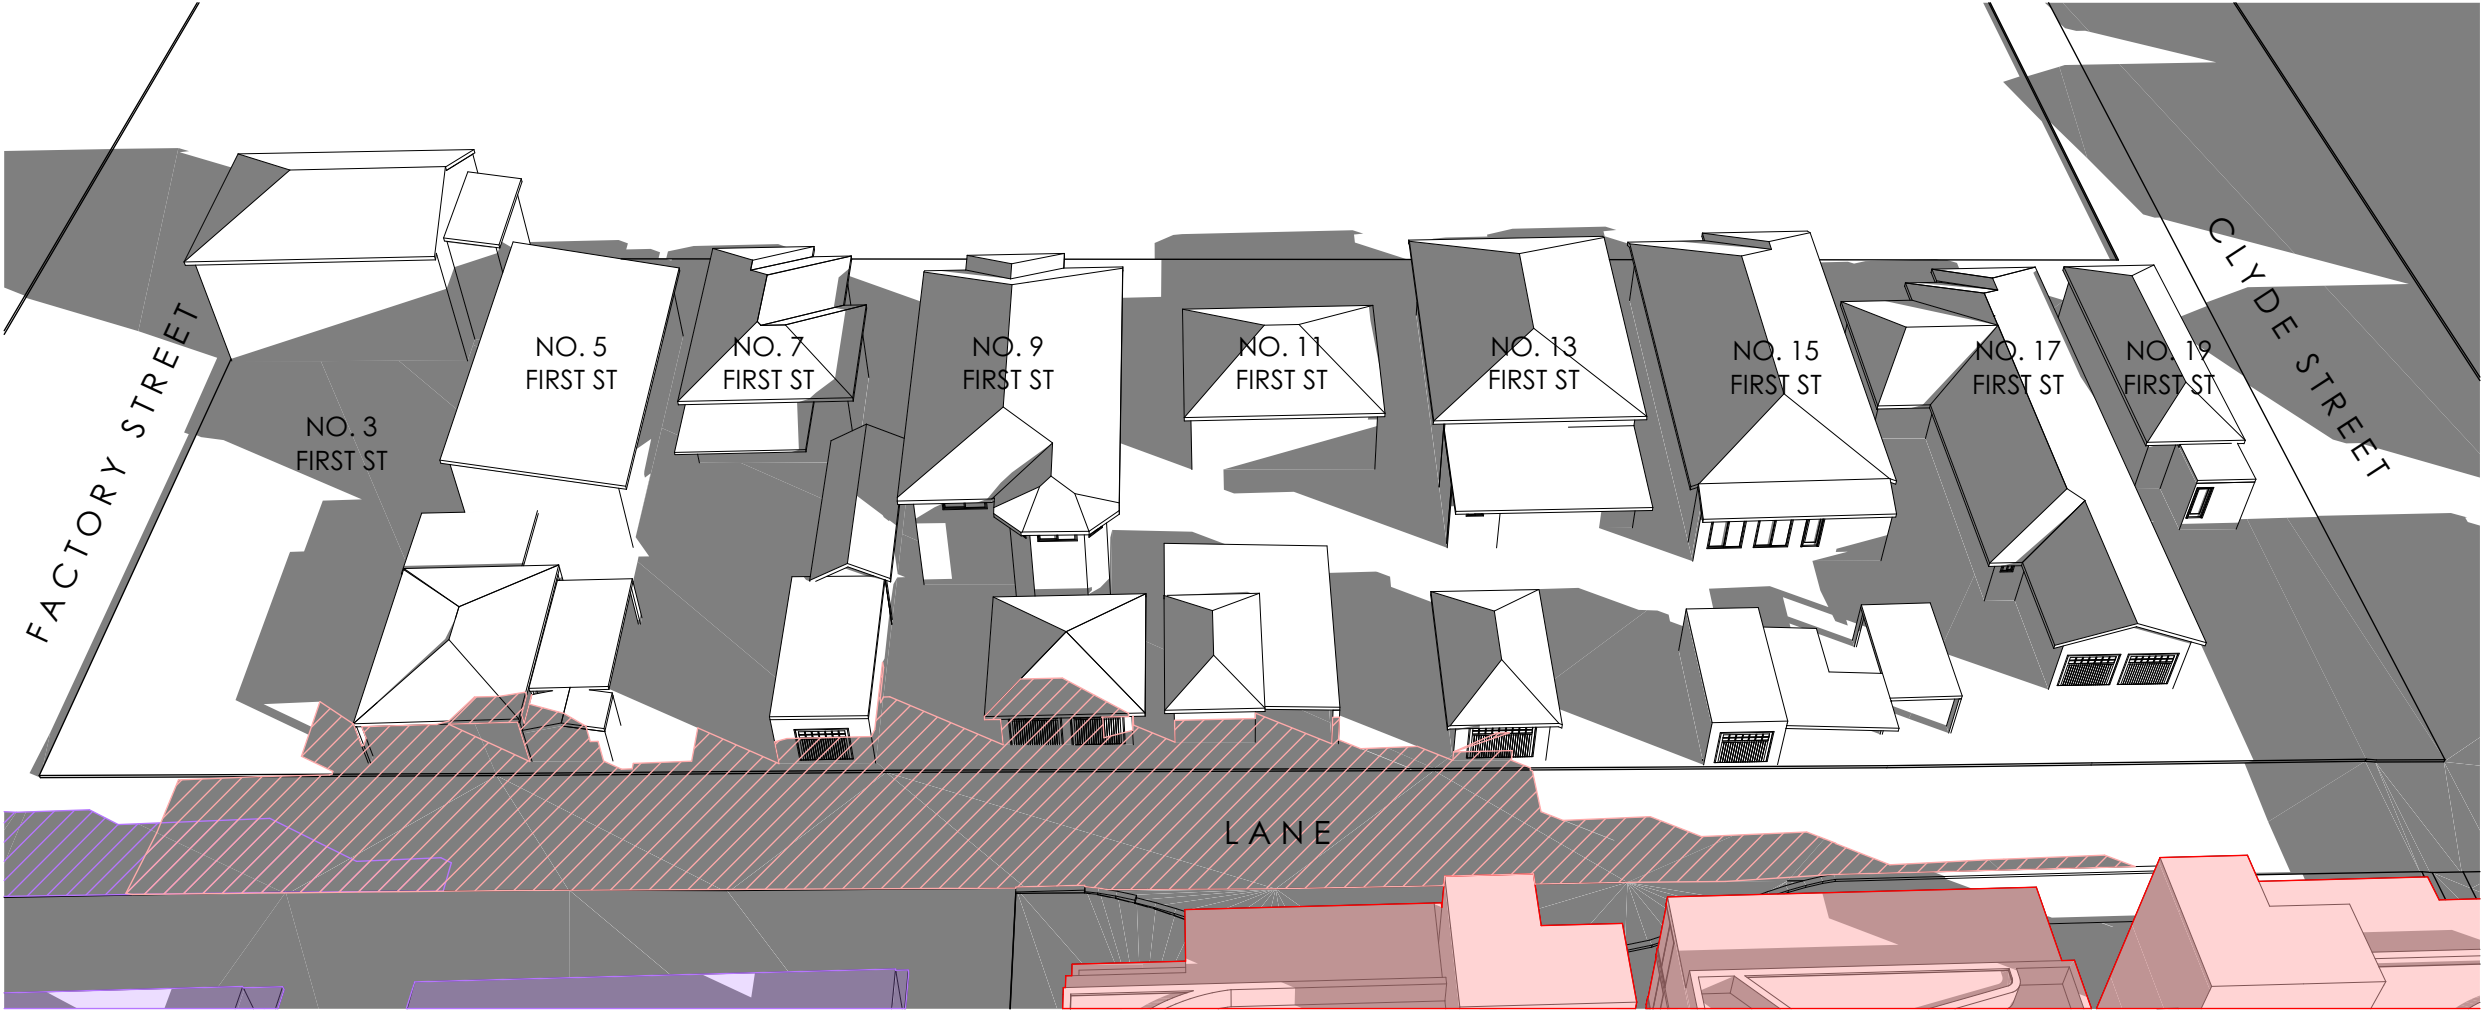 FACTORY STREET
NO. 3
FIRST ST
NO. 5
FIRST ST
NO. 7
FIRST ST
NO. 9
FIRST ST
NO. 11
FIRST ST
NO. 13
FIRST ST
NO. 15
FIRST ST
NO. 17
FIRST ST
NO. 19
FIRST ST
CLYDE STREET
LANE